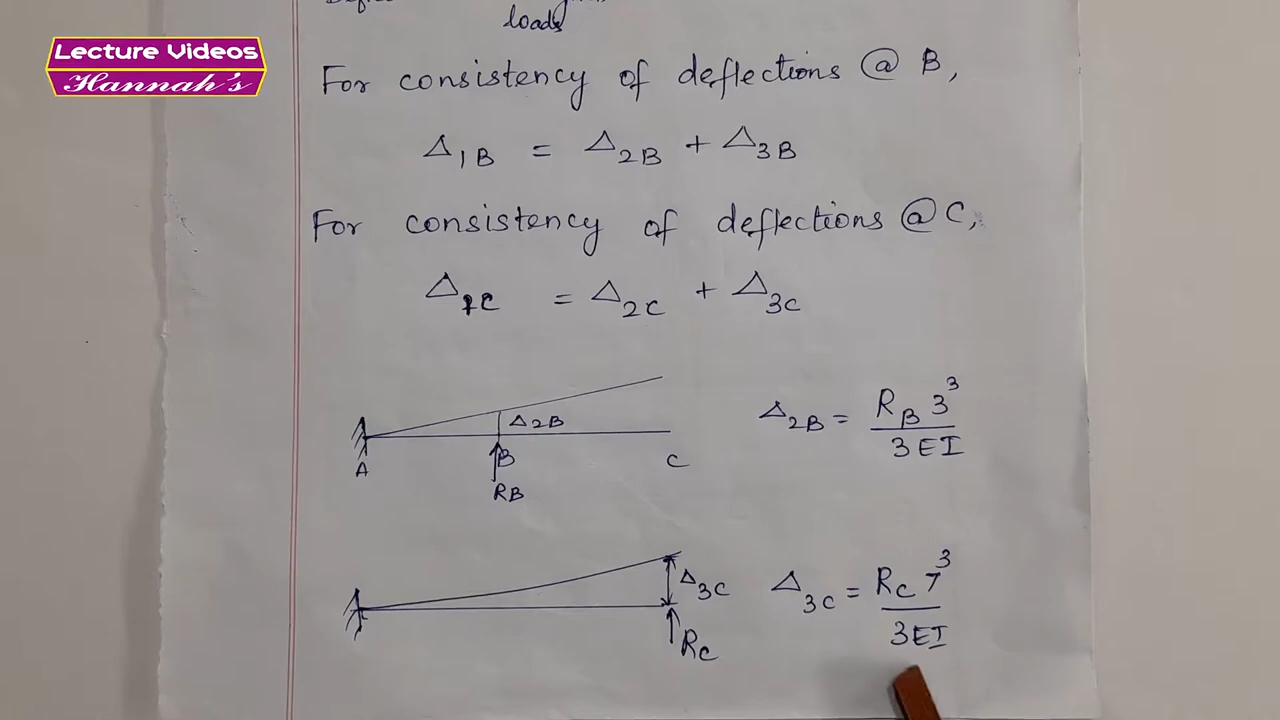 Lecture Videos
Hannah's
loads
For consistency of deflections @ B,
Δ1B = Δ2B + Δ3B
For consistency of deflections @ C,
Δ1C = Δ2C + Δ3C
Δ2B
A
B
C
RB
Δ2B = RB 3³
3EI
Δ3C
RC
Δ3C = RC 7³
3EI